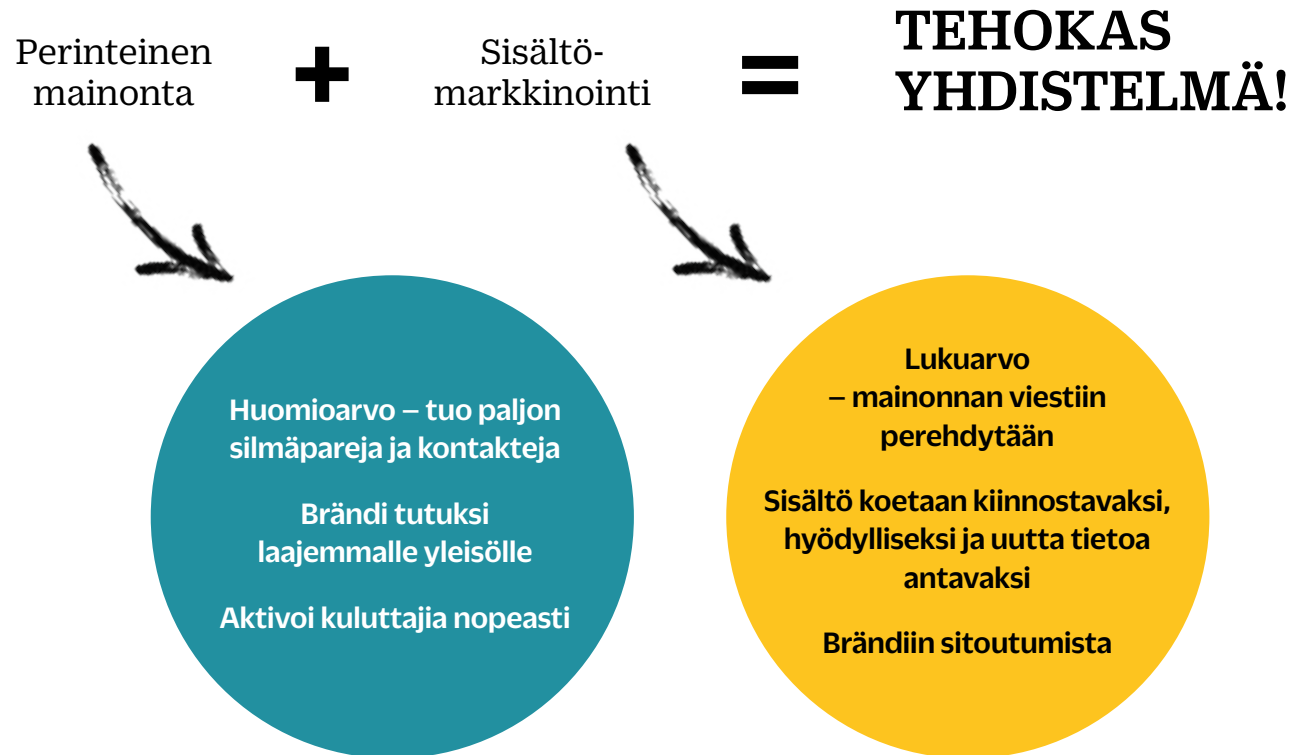 Perinteinen
mainonta
+
Sisältö-
markkinointi
=
TEHOKAS
YHDISTELMÄ!
Huomioarvo – tuo paljon
silmäpareja ja kontakteja
Brändi tutuksi
laajemmalle yleisölle
Aktivoi kuluttajia nopeasti
Lukuarvo
– mainonnan viestiin
perehdytään
Sisältö koetaan kiinnostavaksi,
hyödylliseksi ja uutta tietoa
antavaksi
Brändiin sitoutumista